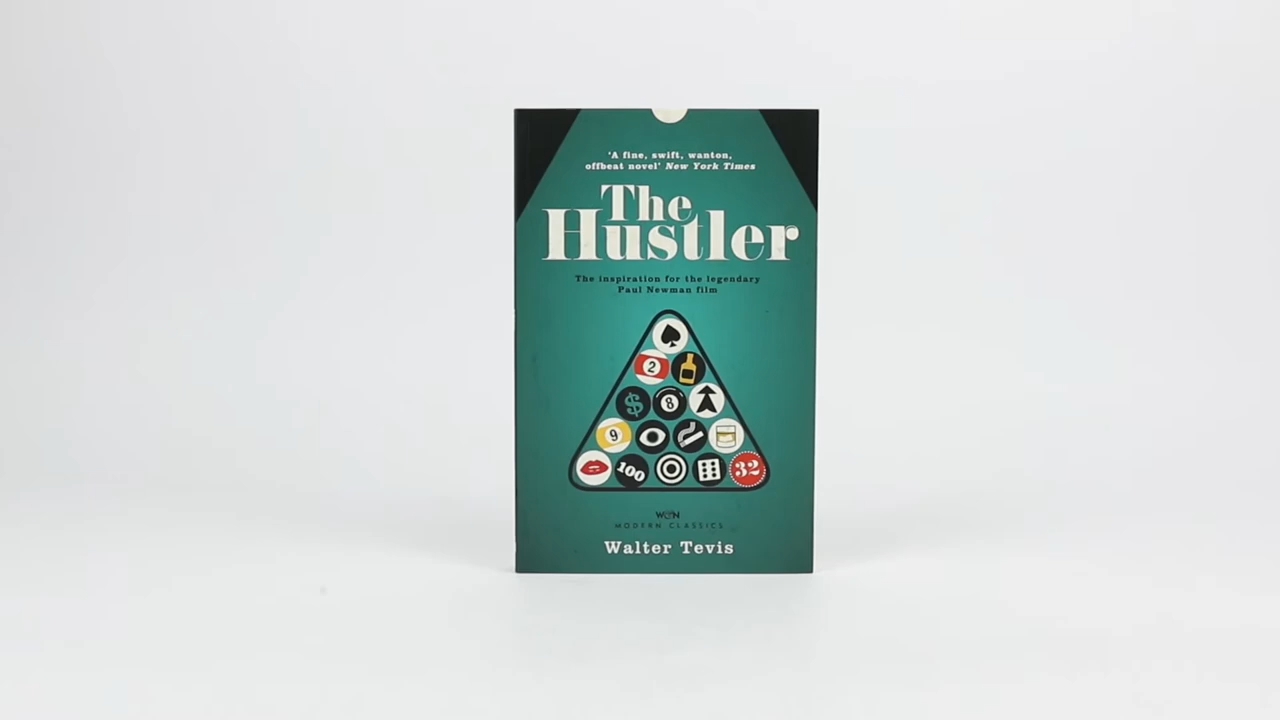 'A fine, swift, wanton,
offbeat novel' New York Times
The
Hustler
The inspiration for the legendary
Paul Newman film
2
$ 8
9
100 32
W&N
MODERN CLASSICS
Walter Tevis